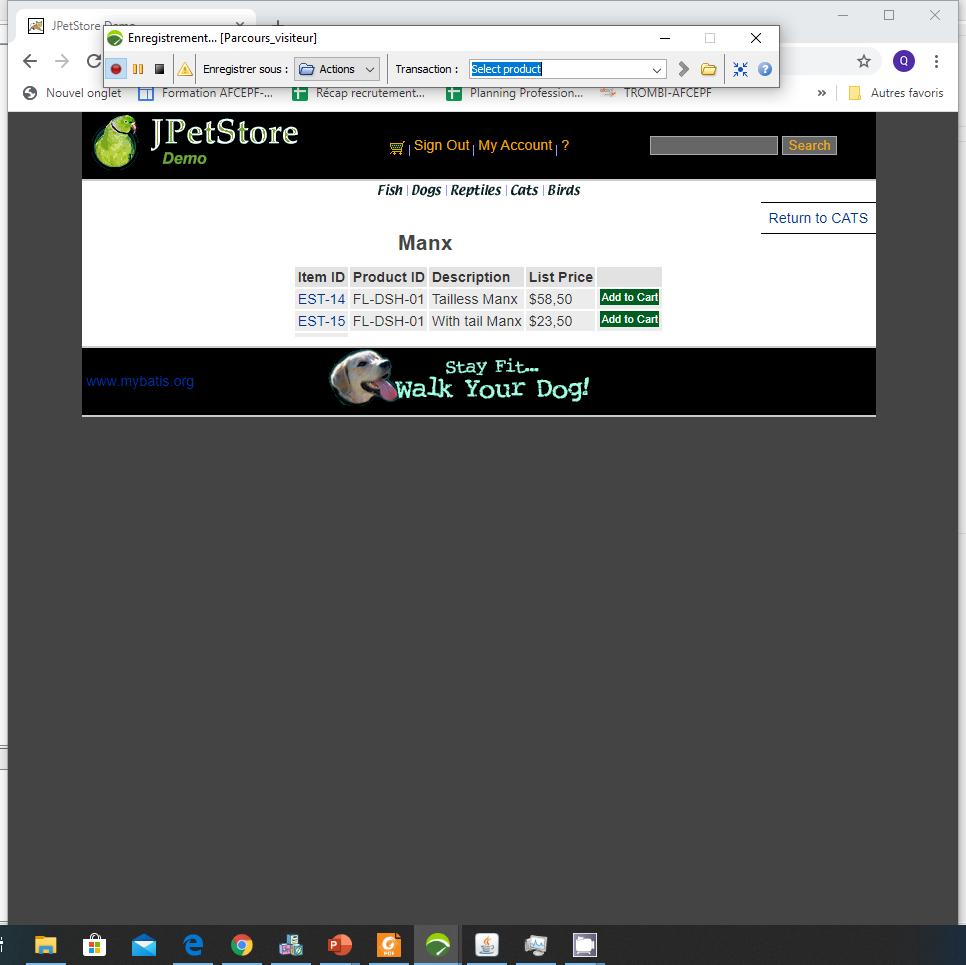 JPetStore Demo
Enregistrement... [Parcours_visiteur]
Enregistrer sous : Actions Transaction : Select product
Q
Nouvel onglet Formation AFCEPF-... Récap recrutement... Planning Profession... TROMBI-AFCEPF » Autres favoris
JPetStore
Demo
Sign Out | My Account | ?
Search
Fish | Dogs | Reptiles | Cats | Birds
Return to CATS
Manx
Item ID Product ID Description List Price
EST-14 FL-DSH-01 Tailless Manx $58,50 Add to Cart
EST-15 FL-DSH-01 With tail Manx $23,50 Add to Cart
www.mybatis.org
Stay Fit...
Walk Your Dog!